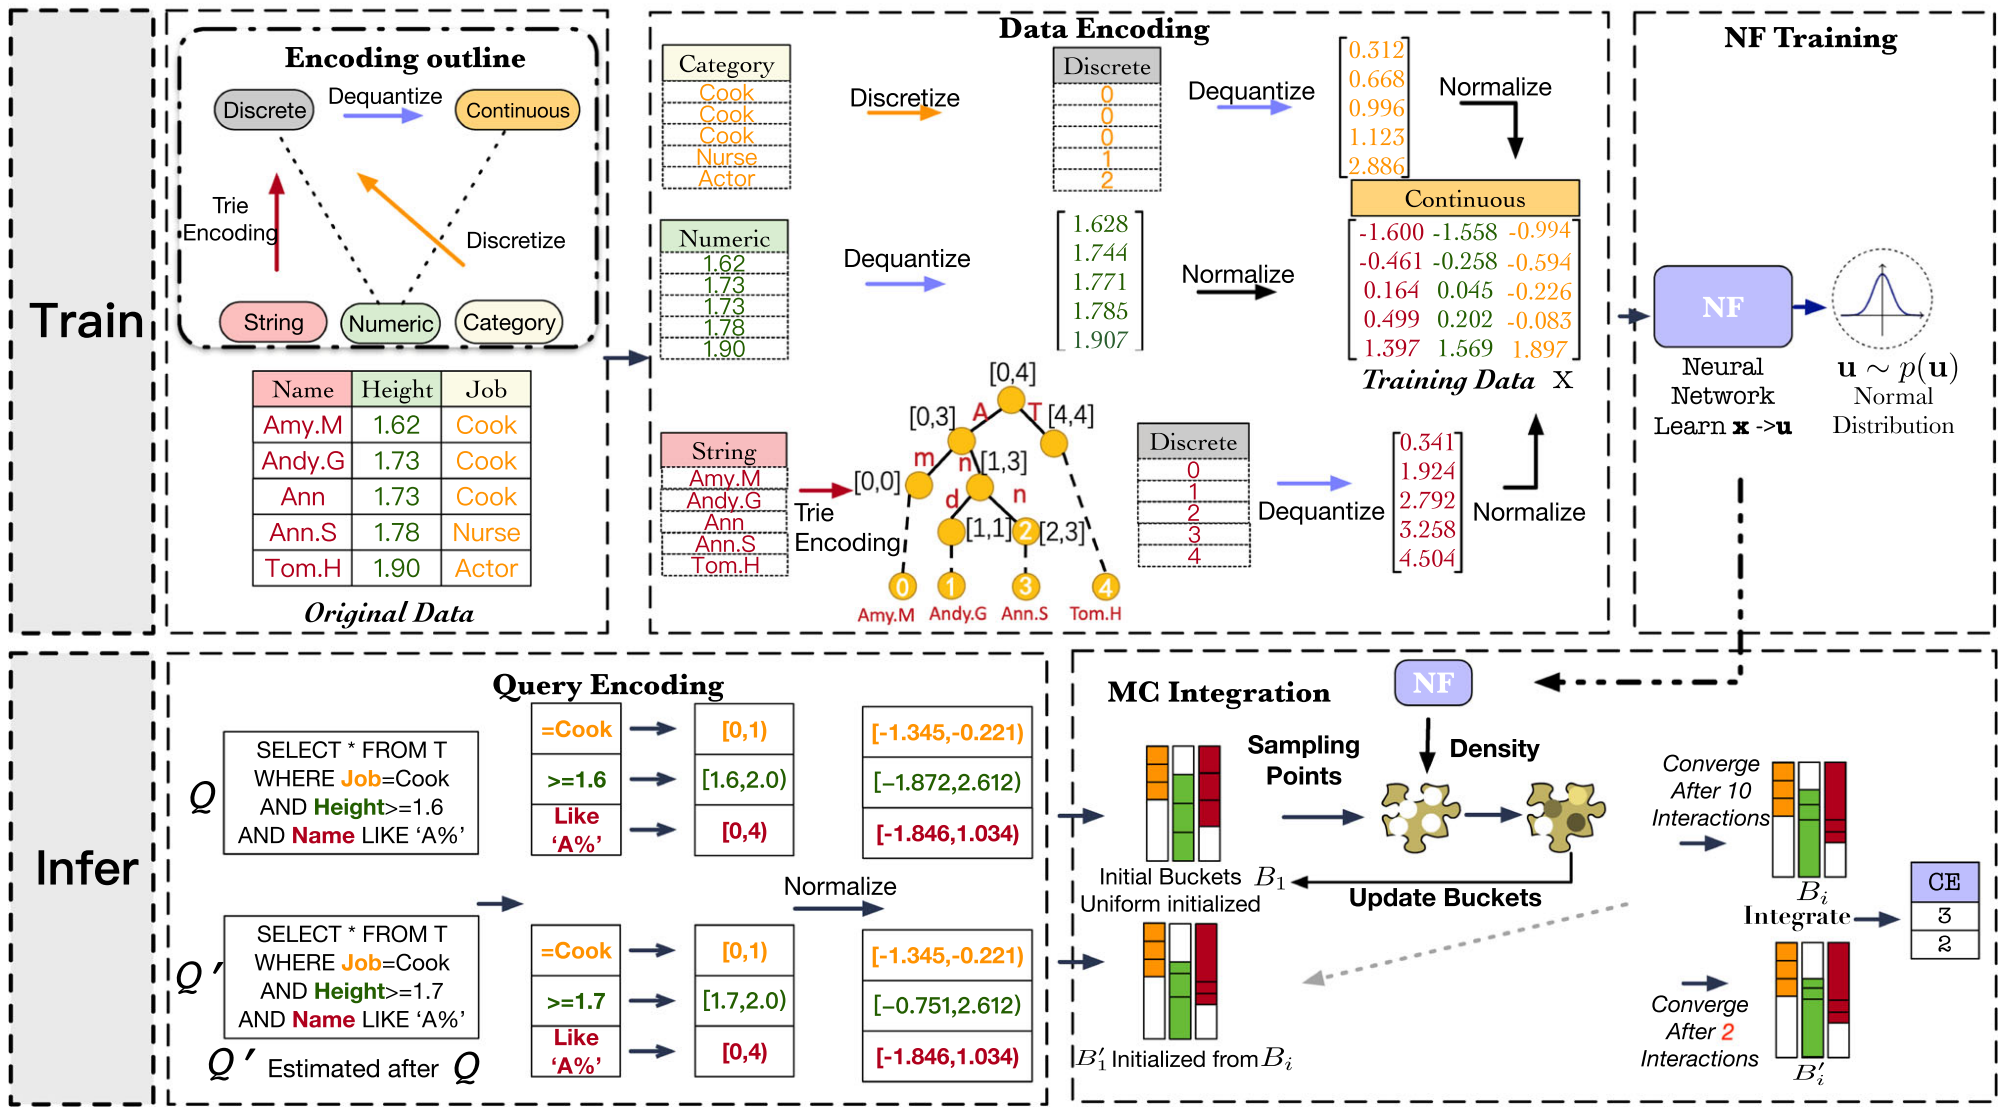 Train
Encoding outline
Discrete
Dequantize
Continuous
Trie
Encoding
Discretize
String
Numeric
Category
Name Height Job
Amy.M 1.62 Cook
Andy.G 1.73 Cook
Ann 1.73 Cook
Ann.S 1.78 Nurse
Tom.H 1.90 Actor
Original Data
Data Encoding
Category
Cook
Cook
Cook
Nurse
Actor
Discretize
Discrete
0
0
0
1
2
Dequantize
0.312
0.668
0.996
1.123
2.886
Normalize
Numeric
1.62
1.73
1.73
1.78
1.90
Dequantize
1.628
1.744
1.771
1.785
1.907
Normalize
Continuous
-1.600 -1.558 -0.994
-0.461 -0.258 -0.594
0.164 0.045 -0.226
0.499 0.202 -0.083
1.397 1.569 1.897
Training Data X
String
Amy.M
Andy.G
Ann
Ann.S
Tom.H
Trie
Encoding
[0,4]
[0,3] A T [4,4]
m n [1,3]
[0,0]
d n
[1,1] 2 [2,3]
0 1 3 4
Amy.M Andy.G Ann.S Tom.H
Discrete
0
1
2
3
4
Dequantize
0.341
1.924
2.792
3.258
4.504
Normalize
NF Training
NF
Neural
Network
Learn x ->u
u ∼ p(u)
Normal
Distribution
Infer
Query Encoding
Q
SELECT * FROM T
WHERE Job=Cook
AND Height>=1.6
AND Name LIKE ‘A%’
=Cook [0,1) [-1.345,-0.221)
>=1.6 [1.6,2.0) [−1.872,2.612)
Like
‘A%’ [0,4) [-1.846,1.034)
Normalize
Q′
SELECT * FROM T
WHERE Job=Cook
AND Height>=1.7
AND Name LIKE ‘A%’
Q′ Estimated after Q
=Cook [0,1) [-1.345,-0.221)
>=1.7 [1.7,2.0) [−0.751,2.612)
Like
‘A%’ [0,4) [-1.846,1.034)
MC Integration
NF
Sampling
Points
Density
Initial Buckets B1
Uniform initialized
Update Buckets
B′1 Initialized from Bi
Converge
After 10
Interactions
Bi
Integrate
CE
3
2
Converge
After 2
Interactions
B′i